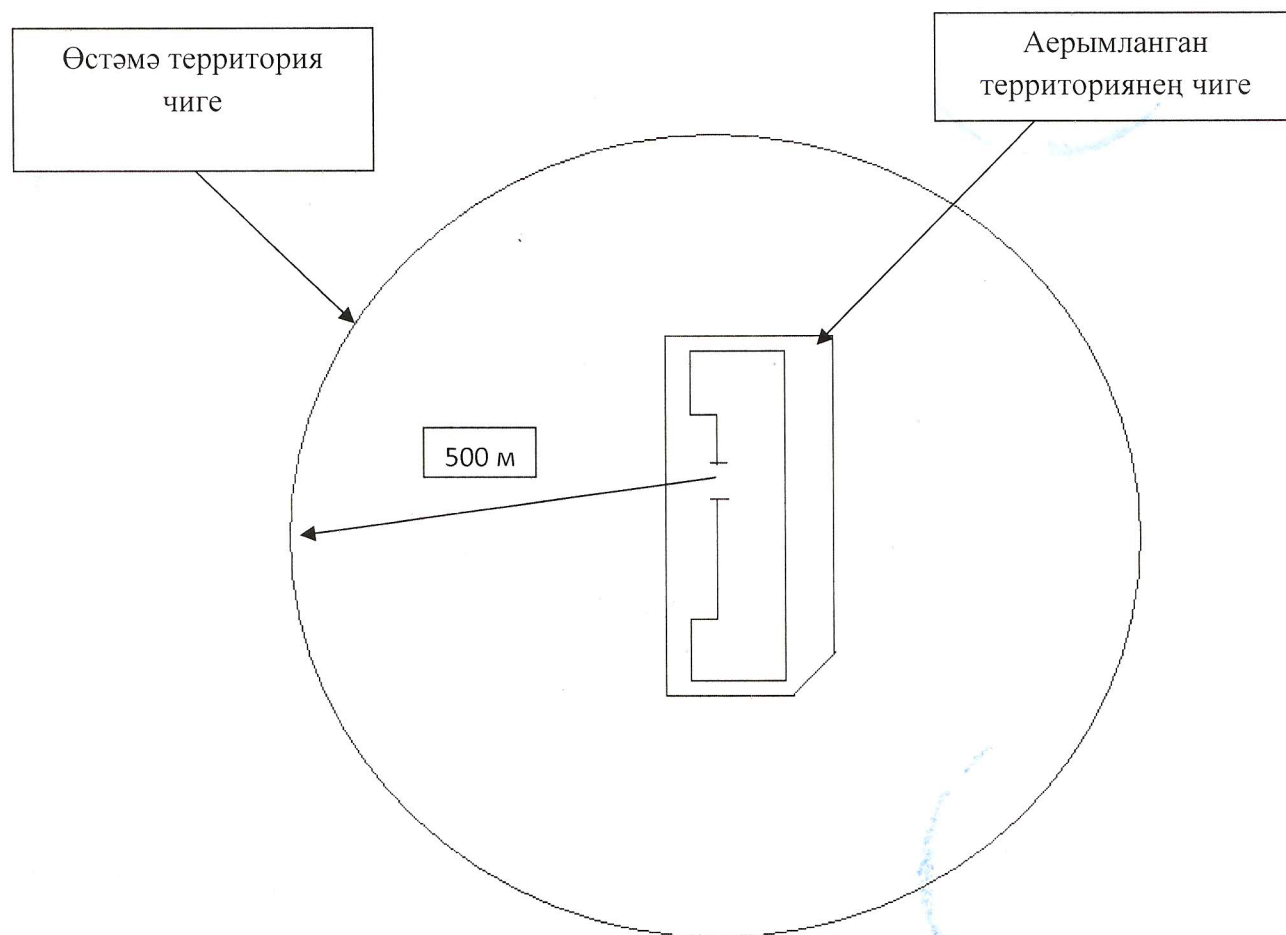 Өстәмә территория
чиге
Аерымланган
территориянең чиге
500 м